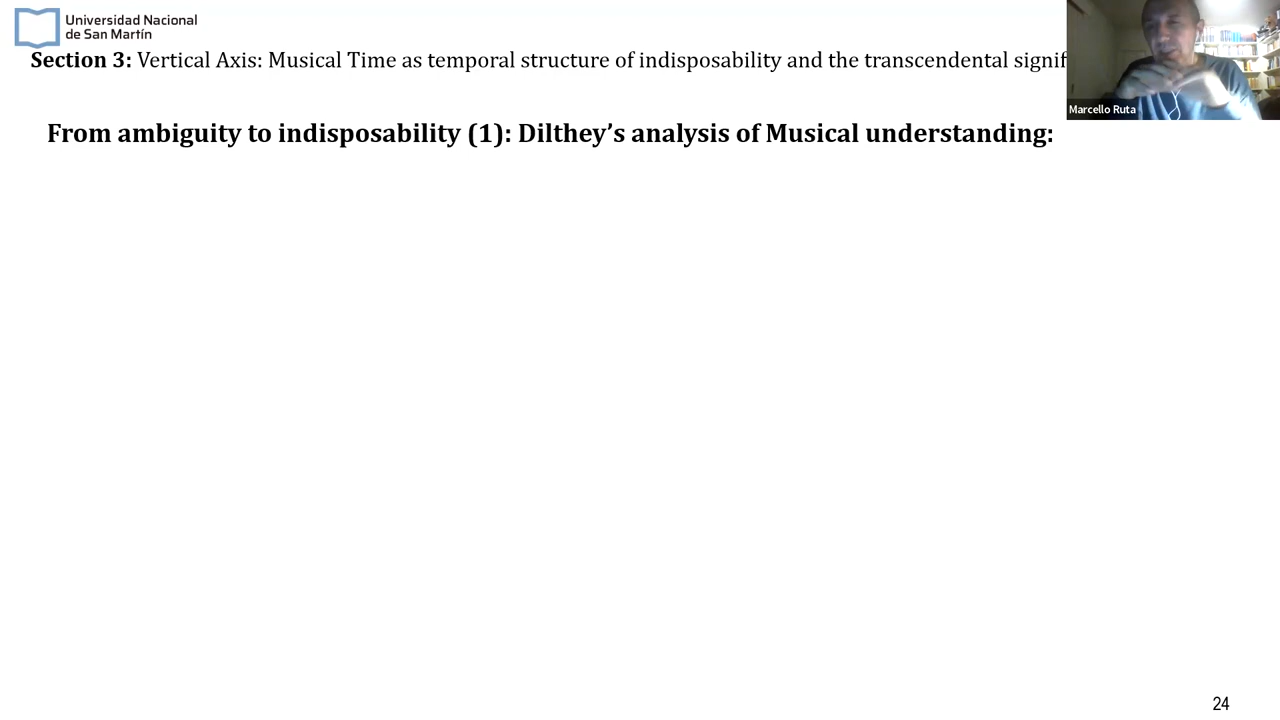 Universidad Nacional
de San Martín
Section 3: Vertical Axis: Musical Time as temporal structure of indisposability and the transcendental signif
Marcello Ruta
From ambiguity to indisposability (1): Dilthey’s analysis of Musical understanding:
24